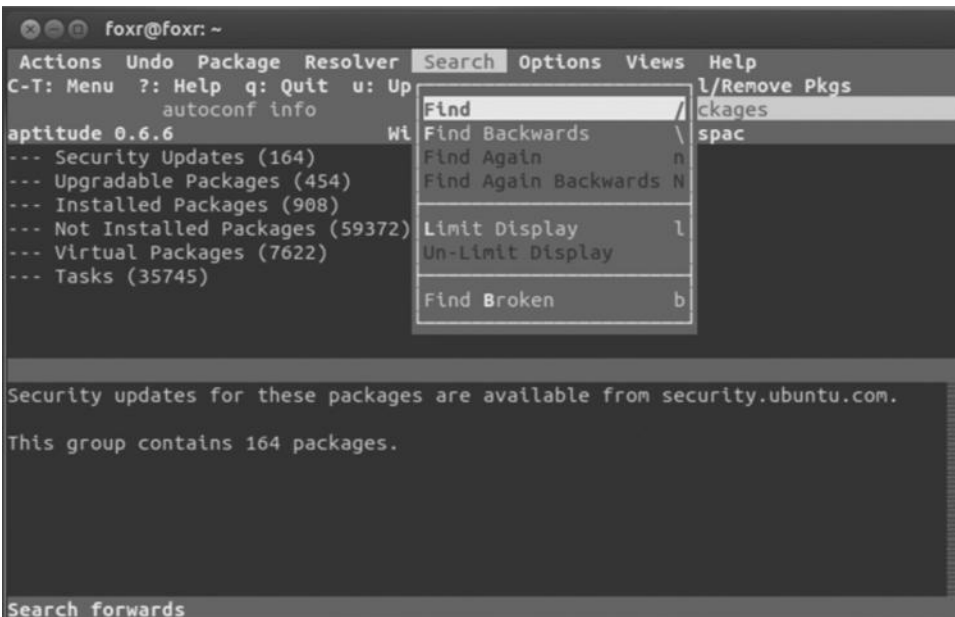 foxr@foxr: ~
Actions Undo Package Resolver Search Options Views Help
C-T: Menu ?: Help q: Quit u: Up l/Remove Pkgs
autoconf info ckages
aptitude 0.6.6 Wi spac
Find /
Find Backwards \
Find Again n
Find Again Backwards N
Limit Display l
Un-Limit Display
Find Broken b
--- Security Updates (164)
--- Upgradable Packages (454)
--- Installed Packages (908)
--- Not Installed Packages (59372)
--- Virtual Packages (7622)
--- Tasks (35745)
Security updates for these packages are available from security.ubuntu.com.
This group contains 164 packages.
Search forwards